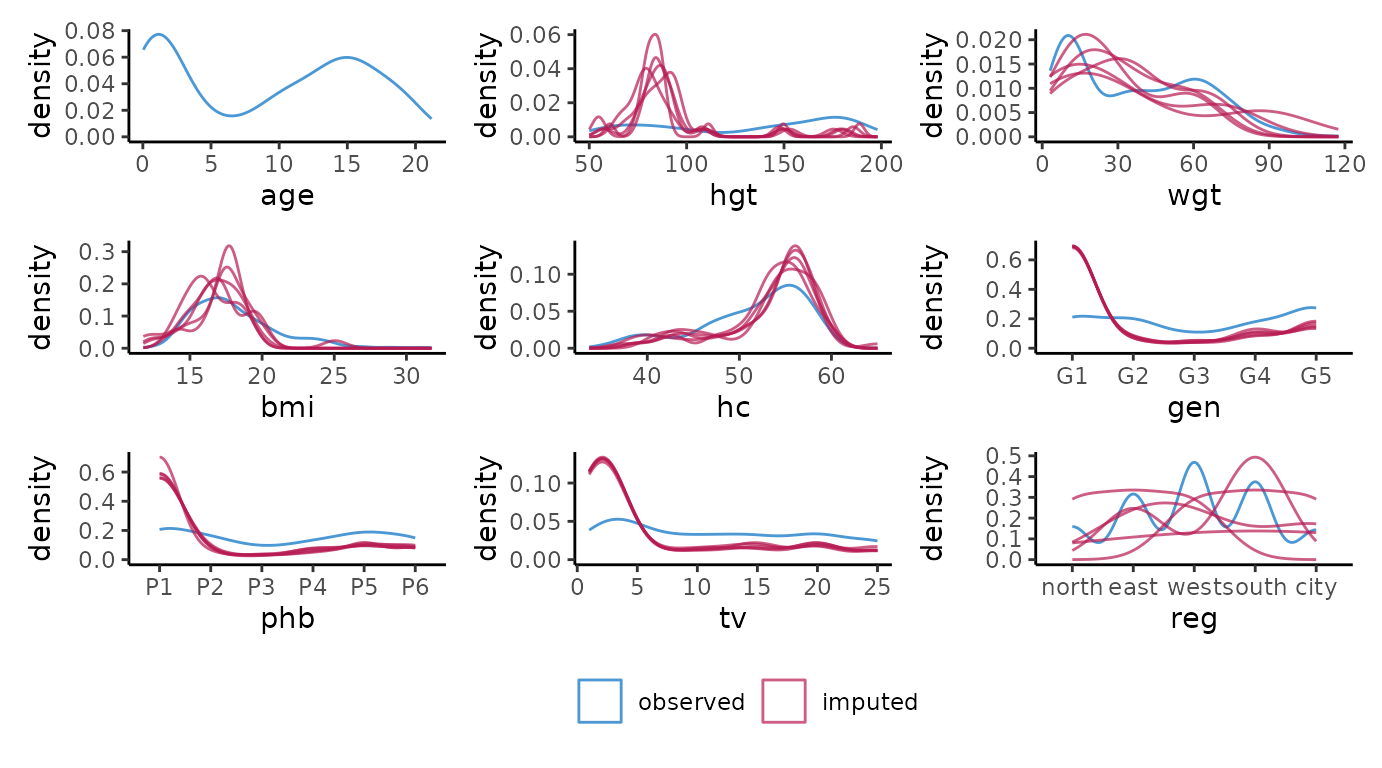 density
0.08
0.06
0.04
0.02
0.00
0 5 10 15 20
age
density
0.06
0.04
0.02
0.00
50 100 150 200
hgt
density
0.020
0.015
0.010
0.005
0.000
0 30 60 90 120
wgt
density
0.3
0.2
0.1
0.0
15 20 25 30
bmi
density
0.10
0.05
0.00
40 50 60
hc
density
0.6
0.4
0.2
0.0
G1 G2 G3 G4 G5
gen
density
0.6
0.4
0.2
0.0
P1 P2 P3 P4 P5 P6
phb
density
0.10
0.05
0.00
0 5 10 15 20 25
tv
density
0.5
0.4
0.3
0.2
0.1
0.0
north east west south city
reg
observed imputed